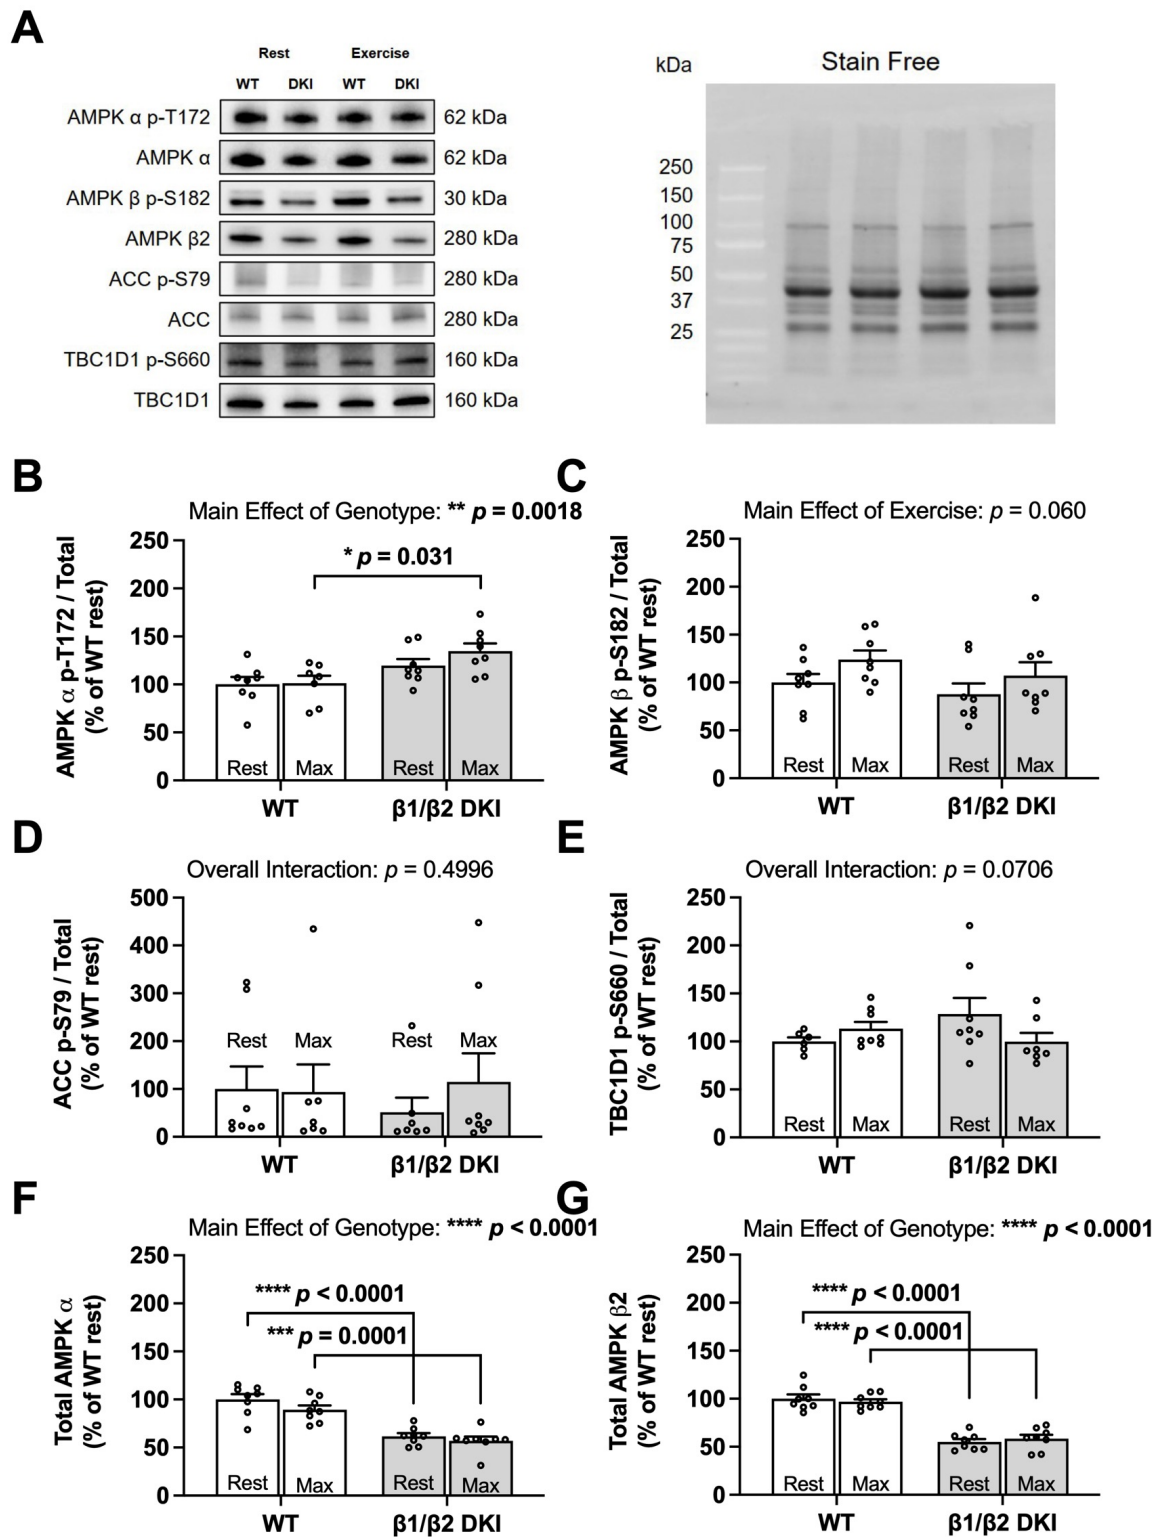 A
Rest Exercise
WT DKI WT DKI
AMPK α p-T172 62 kDa
AMPK α 62 kDa
AMPK β p-S182 30 kDa
AMPK β2 280 kDa
ACC p-S79 280 kDa
ACC 280 kDa
TBC1D1 p-S660 160 kDa
TBC1D1 160 kDa
kDa Stain Free
250
150
100
75
50
37
25
B
Main Effect of Genotype: ** p = 0.0018
* p = 0.031
AMPK α p-T172 / Total
(% of WT rest)
250
200
150
100
50
0
Rest Max Rest Max
WT β1/β2 DKI
C
Main Effect of Exercise: p = 0.060
AMPK β p-S182 / Total
(% of WT rest)
250
200
150
100
50
0
Rest Max Rest Max
WT β1/β2 DKI
D
Overall Interaction: p = 0.4996
ACC p-S79 / Total
(% of WT rest)
500
400
300
200
100
0
Rest Max Rest Max
WT β1/β2 DKI
E
Overall Interaction: p = 0.0706
TBC1D1 p-S660 / Total
(% of WT rest)
250
200
150
100
50
0
Rest Max Rest Max
WT β1/β2 DKI
F
Main Effect of Genotype: **** p < 0.0001
**** p < 0.0001
*** p = 0.0001
Total AMPK α
(% of WT rest)
250
200
150
100
50
0
Rest Max Rest Max
WT β1/β2 DKI
G
Main Effect of Genotype: **** p < 0.0001
**** p < 0.0001
**** p < 0.0001
Total AMPK β2
(% of WT rest)
250
200
150
100
50
0
Rest Max Rest Max
WT β1/β2 DKI